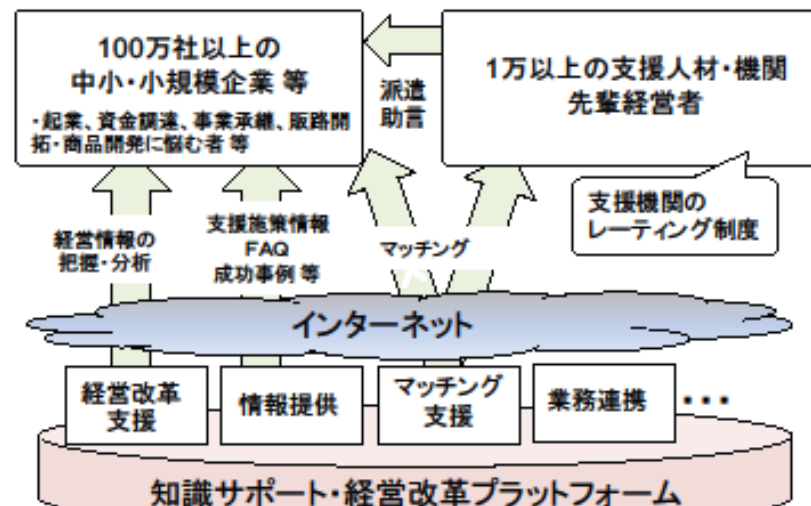 100万社以上の
中小・小規模企業 等
・起業、資金調達、事業承継、販路開
拓・商品開発に悩む者 等
派遣
助言
1万以上の支援人材・機関
先輩経営者
支援機関の
レーティング制度
経営情報の
把握・分析
支援施策情報
FAQ
成功事例 等
マッチング
インターネット
経営改革
支援
情報提供
マッチング
支援
業務連携
・・・
知識サポート・経営改革プラットフォーム